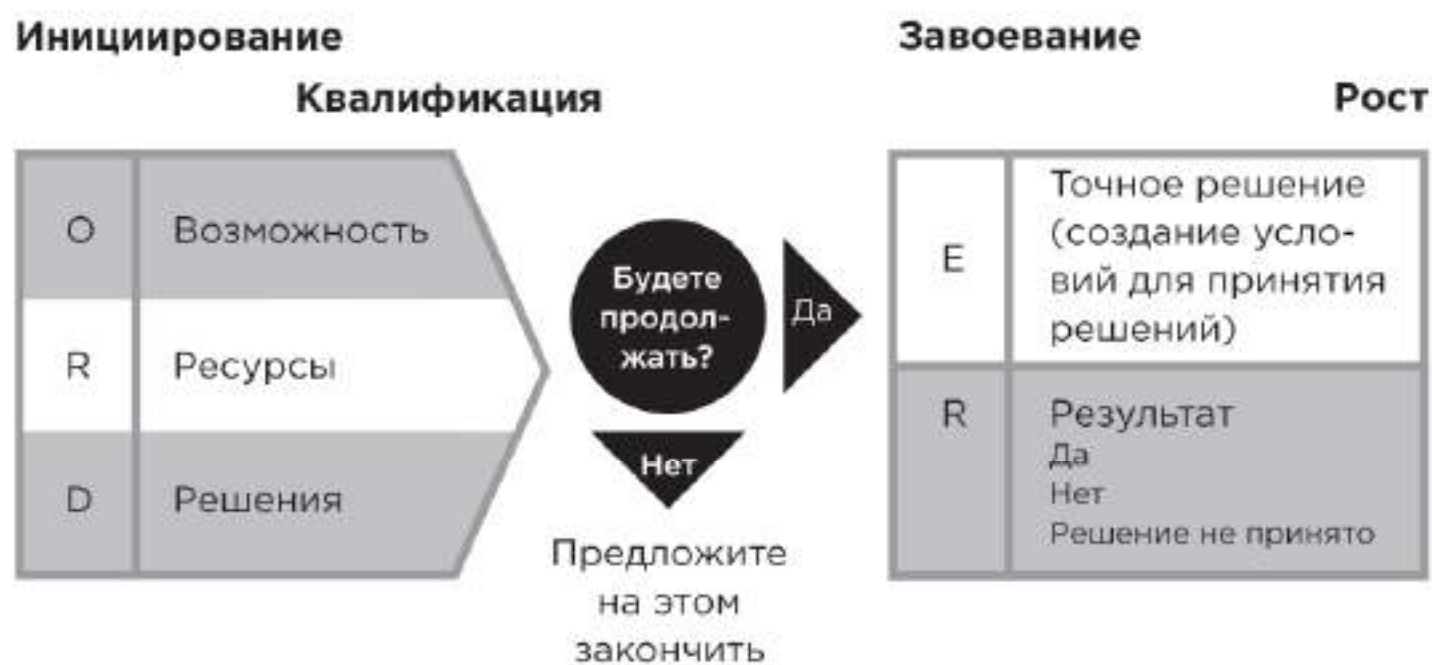 Инициирование
Квалификация
O Возможность
R Ресурсы
D Решения
Будете
продол-
жать?
Да
Нет
Предложите
на этом
закончить
Завоевание
Рост
E Точное решение
(создание усло-
вий для принятия
решений)
R Результат
Да
Нет
Решение не принято